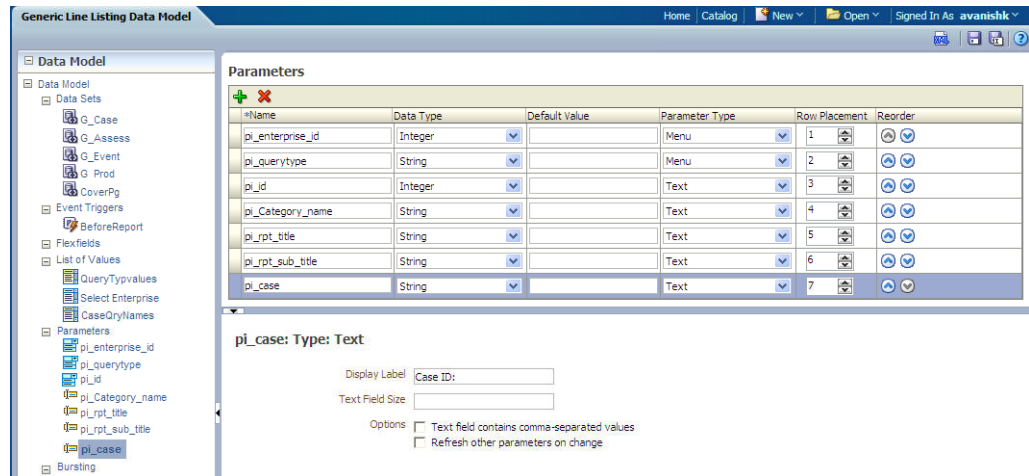 Generic Line Listing Data Model
Home Catalog New Open Signed In As avanishk
Data Model
Data Model
Data Sets
G_Case
G_Assess
G_Event
G_Prod
CoverPg
Event Triggers
BeforeReport
Flexfields
List of Values
QueryTypvalues
Select Enterprise
CaseQryNames
Parameters
pi_enterprise_id
pi_querytype
pi_id
pi_Category_name
pi_rpt_title
pi_rpt_sub_title
pi_case
Bursting
Parameters
*Name Data Type Default Value Parameter Type Row Placement Reorder
pi_enterprise_id Integer Menu 1
pi_querytype String Menu 2
pi_id Integer Text 3
pi_Category_name String Text 4
pi_rpt_title String Text 5
pi_rpt_sub_title String Text 6
pi_case String Text 7
pi_case: Type: Text
Display Label Case ID:
Text Field Size
Options Text field contains comma-separated values
Refresh other parameters on change